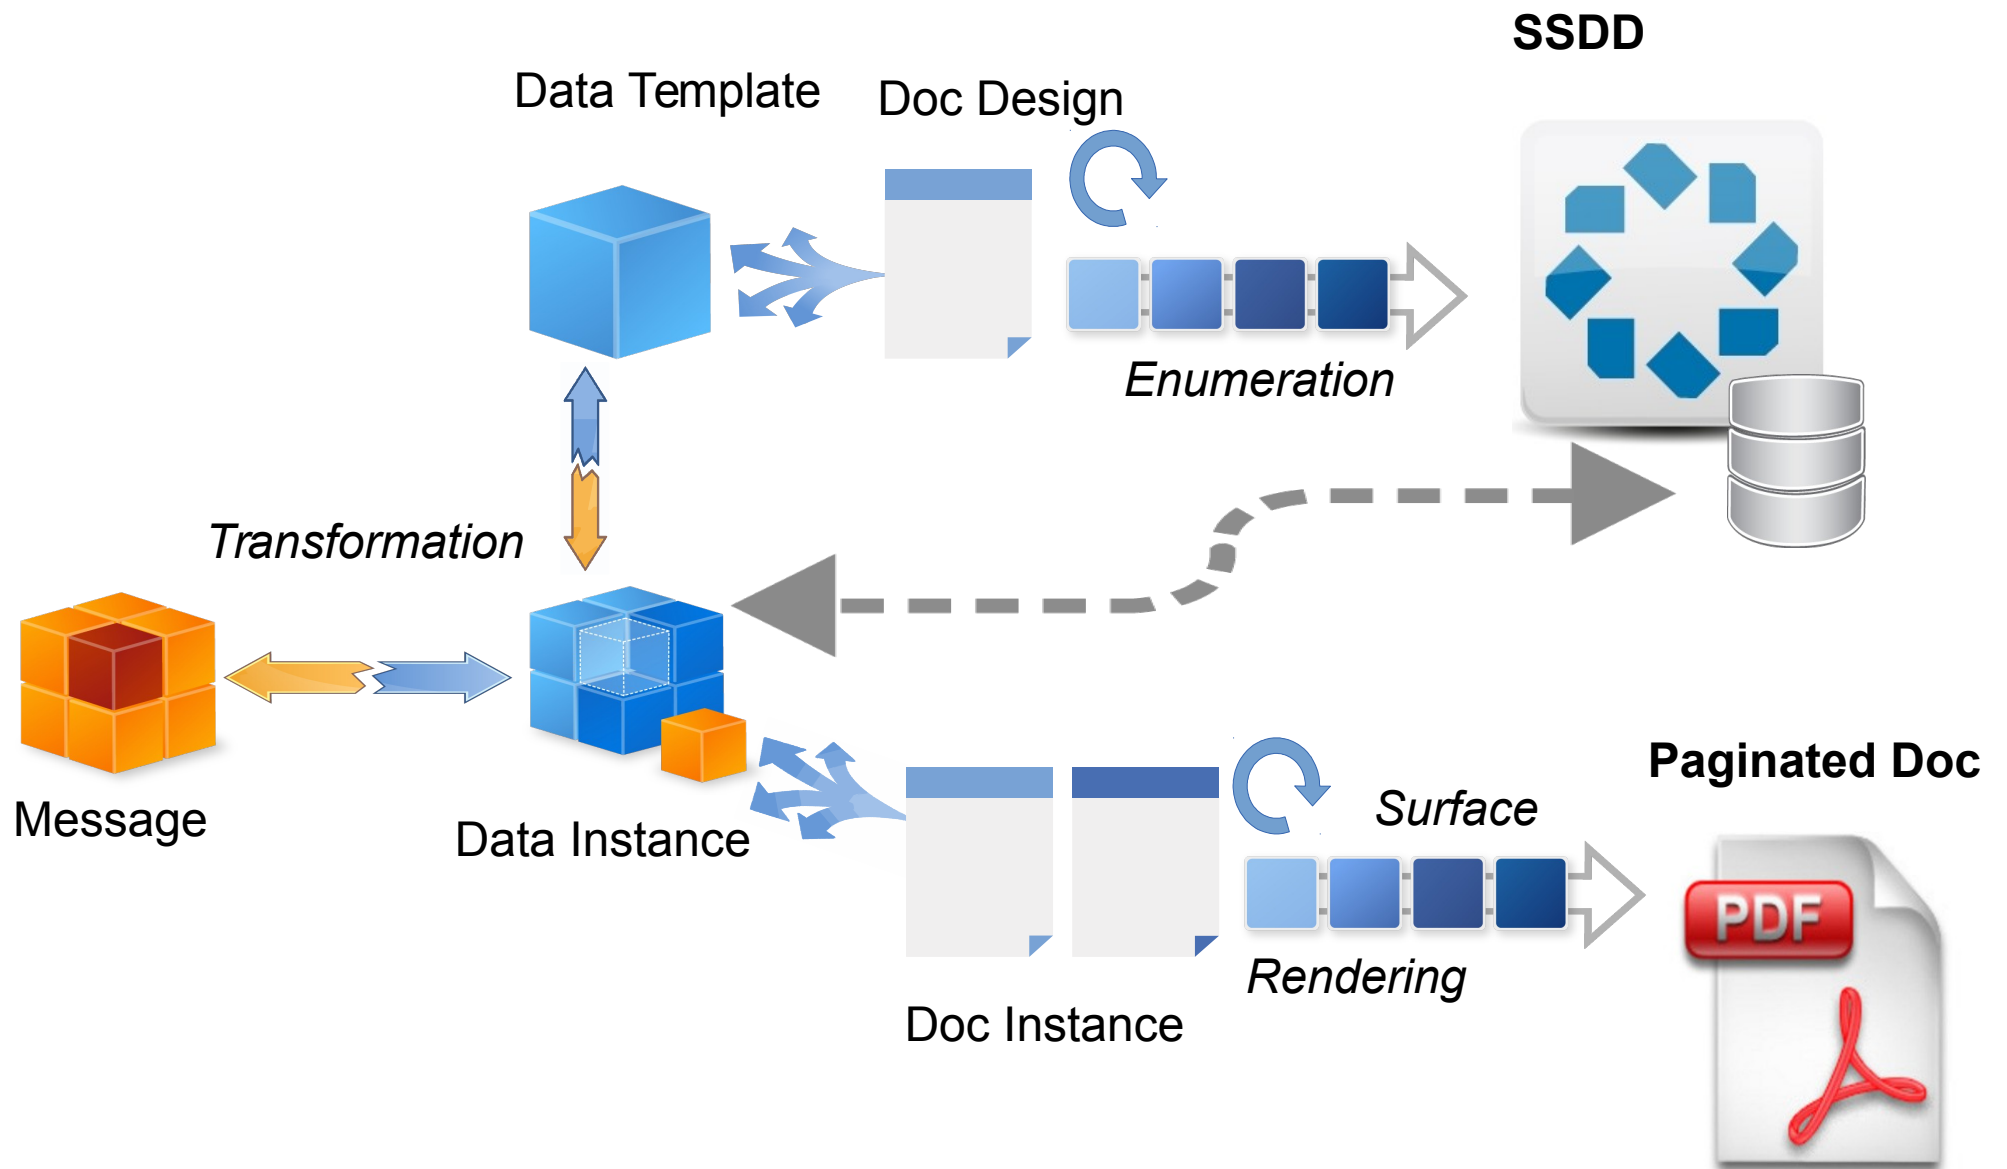 SSDD
Data Template
Doc Design
Enumeration
Transformation
Message
Data Instance
Paginated Doc
Surface
PDF
Rendering
Doc Instance